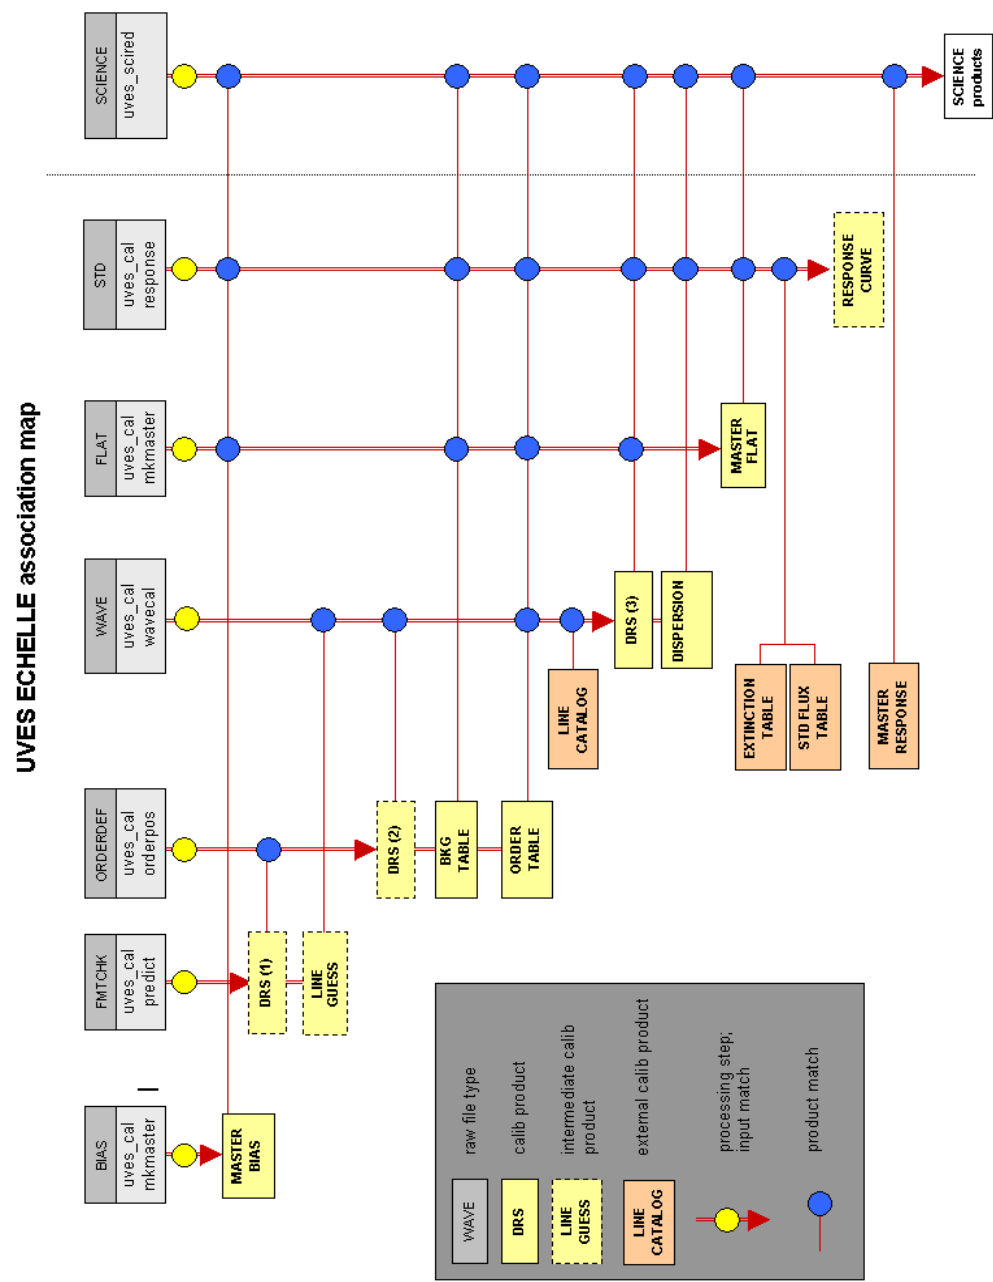 UVES ECHELLE association map
BIAS
uves_cal
mkmaster
FMTCHK
uves_cal
predict
ORDERDEF
uves_cal
orderpos
WAVE
uves_cal
wavecal
FLAT
uves_cal
mkmaster
STD
uves_cal
response
SCIENCE
uves_scired
MASTER
BIAS
DRS (1)
LINE
GUESS
DRS (2)
BKG
TABLE
ORDER
TABLE
LINE
CATALOG
DRS (3)
DISPERSION
MASTER
FLAT
EXTINCTION
TABLE
STD FLUX
TABLE
RESPONSE
CURVE
MASTER
RESPONSE
SCIENCE
products
WAVE
raw file type
DRS
calib product
LINE
GUESS
intermediate calib
product
LINE
CATALOG
external calib product
processing step;
input match
product match